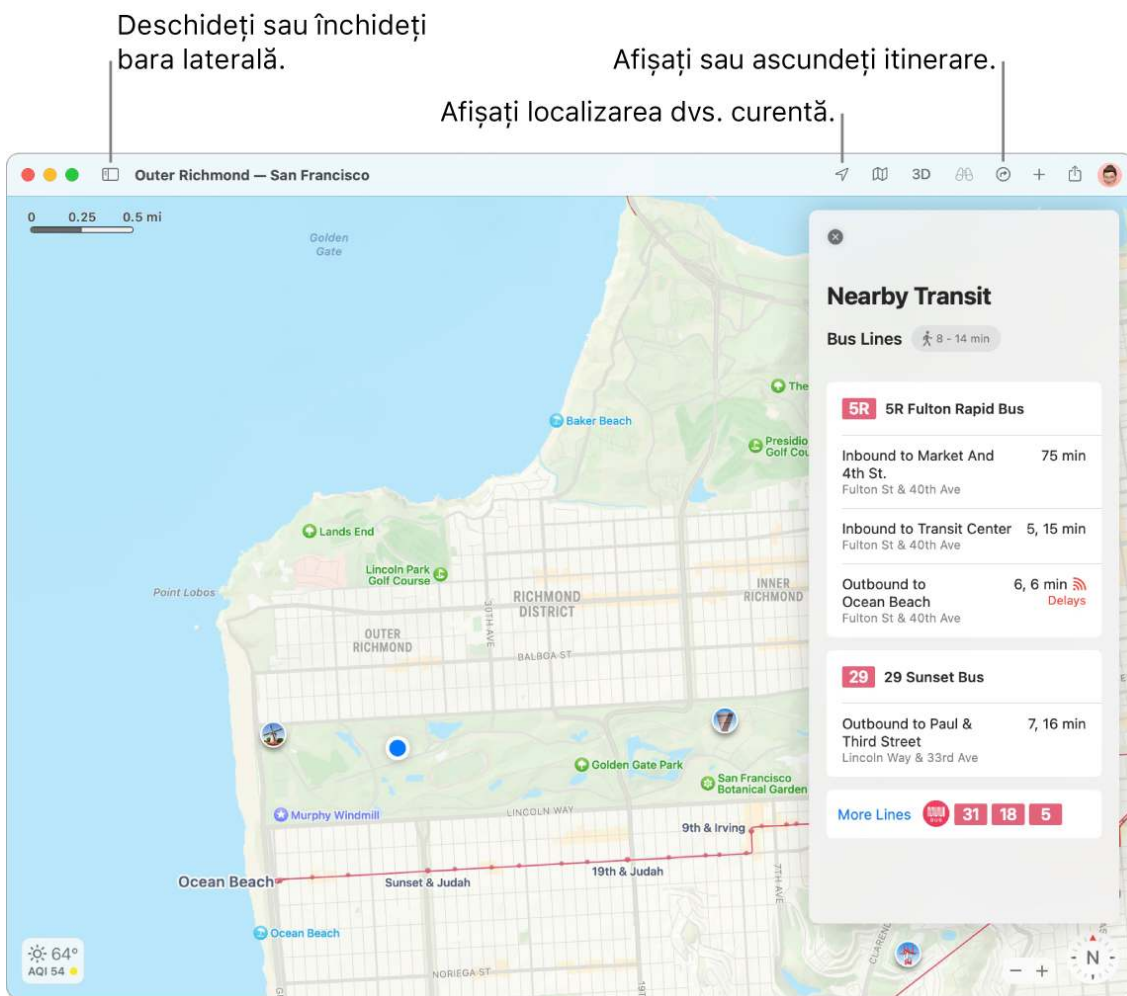 Deschideți sau închideți
bara laterală.
Afișați sau ascundeți itinerare.
Afișați localizarea dvs. curentă.
Outer Richmond — San Francisco
3D
0 0.25 0.5 mi
Golden
Gate
Nearby Transit
Bus Lines 8 - 14 min
The
Baker Beach
Presidio
Golf Cou
5R 5R Fulton Rapid Bus
Inbound to Market And 75 min
4th St.
Fulton St & 40th Ave
Inbound to Transit Center 5, 15 min
Fulton St & 40th Ave
Outbound to 6, 6 min
Ocean Beach Delays
Fulton St & 40th Ave
Lands End
Lincoln Park
Golf Course
Point Lobos
RICHMOND
DISTRICT
INNER
RICHMOND
30TH AVE
OUTER
RICHMOND
BALBOA ST
29 29 Sunset Bus
Outbound to Paul & 7, 16 min
Third Street
Lincoln Way & 33rd Ave
Golden Gate Park
San Francisco
Botanical Garden
Murphy Windmill
LINCOLN WAY
More Lines BUS 31 18 5
9th & Irving
Ocean Beach
Sunset & Judah
19th & Judah
7TH AVE
Ocean Beach
64°
AQI 54
NORIEGA ST
19T
CLAREND
− +
N